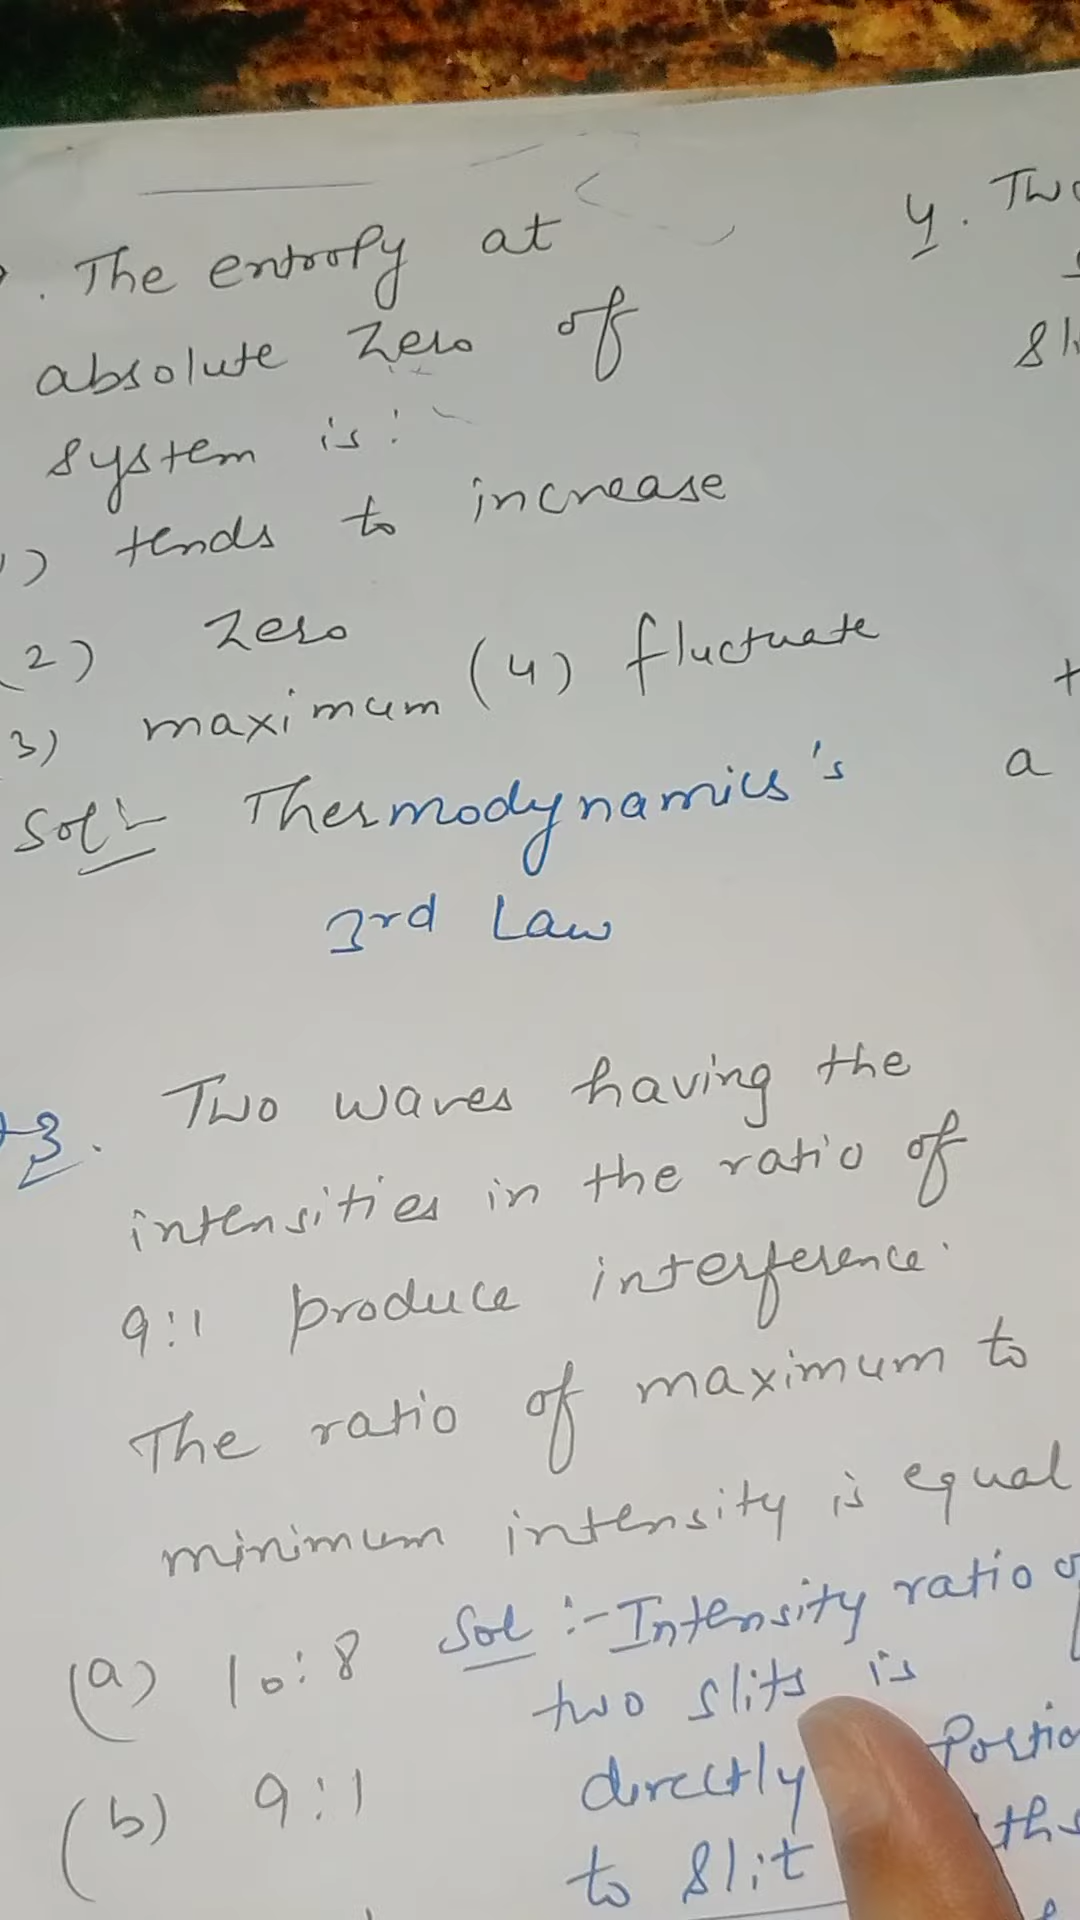 . The entropy at
absolute Zero of
system is :
1) tends to increase
(2) Zero
3) maximum (4) fluctuate
Sol :- Thermodynamics's
3rd Law
3. Two waves having the
intensities in the ratio of
9:1 produce interference.
The ratio of maximum to
minimum intensity is equal
(a) 10:8
(b) 9:1
Sol :- Intensity ratio of
two slits is
directly
to slit
4. Two
a